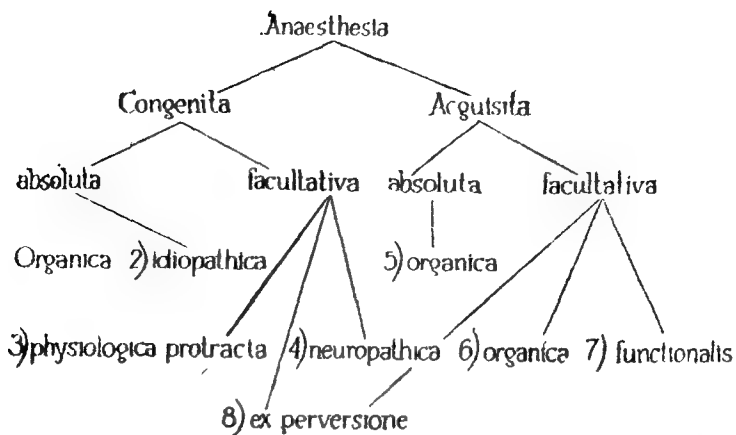 Anaesthesia
Congenita Acquisita
absoluta facultativa absoluta facultativa
Organica 2) idiopathica 5) organica
3) physiologica protracta 4) neuropathica 6) organica 7) functionalis
8) ex perversione